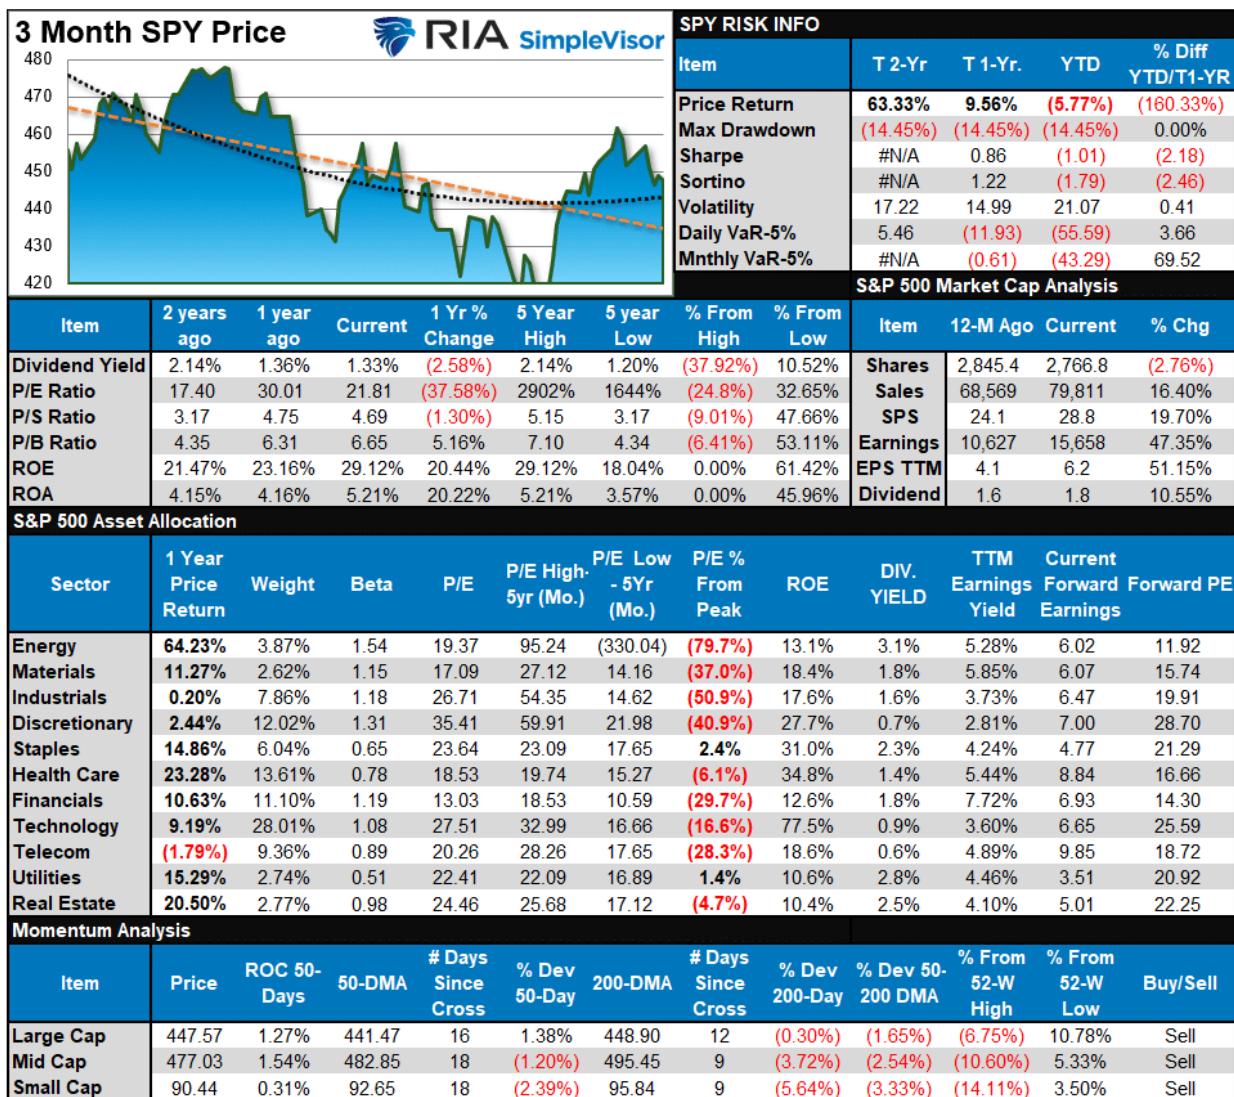 3 Month SPY Price
RIA SimpleVisor
480
470
460
450
440
430
420
SPY RISK INFO
Item T 2-Yr T 1-Yr. YTD % Diff YTD/T1-YR
Price Return 63.33% 9.56% (5.77%) (160.33%)
Max Drawdown (14.45%) (14.45%) (14.45%) 0.00%
Sharpe #N/A 0.86 (1.01) (2.18)
Sortino #N/A 1.22 (1.79) (2.46)
Volatility 17.22 14.99 21.07 0.41
Daily VaR-5% 5.46 (11.93) (55.59) 3.66
Mnthly VaR-5% #N/A (0.61) (43.29) 69.52
S&P 500 Market Cap Analysis
Item 2 years ago 1 year ago Current 1 Yr % Change 5 Year High 5 year Low % From High % From Low
Dividend Yield 2.14% 1.36% 1.33% (2.58%) 2.14% 1.20% (37.92%) 10.52%
P/E Ratio 17.40 30.01 21.81 (37.58%) 2902% 1644% (24.8%) 32.65%
P/S Ratio 3.17 4.75 4.69 (1.30%) 5.15 3.17 (9.01%) 47.66%
P/B Ratio 4.35 6.31 6.65 5.16% 7.10 4.34 (6.41%) 53.11%
ROE 21.47% 23.16% 29.12% 20.44% 29.12% 18.04% 0.00% 61.42%
ROA 4.15% 4.16% 5.21% 20.22% 5.21% 3.57% 0.00% 45.96%
Item 12-M Ago Current % Chg
Shares 2,845.4 2,766.8 (2.76%)
Sales 68,569 79,811 16.40%
SPS 24.1 28.8 19.70%
Earnings 10,627 15,658 47.35%
EPS TTM 4.1 6.2 51.15%
Dividend 1.6 1.8 10.55%
S&P 500 Asset Allocation
Sector 1 Year Price Return Weight Beta P/E P/E High- 5yr (Mo.) P/E Low - 5Yr (Mo.) P/E % From Peak ROE DIV. YIELD TTM Earnings Yield Current Forward Earnings Forward PE
Energy 64.23% 3.87% 1.54 19.37 95.24 (330.04) (79.7%) 13.1% 3.1% 5.28% 6.02 11.92
Materials 11.27% 2.62% 1.15 17.09 27.12 14.16 (37.0%) 18.4% 1.8% 5.85% 6.07 15.74
Industrials 0.20% 7.86% 1.18 26.71 54.35 14.62 (50.9%) 17.6% 1.6% 3.73% 6.47 19.91
Discretionary 2.44% 12.02% 1.31 35.41 59.91 21.98 (40.9%) 27.7% 0.7% 2.81% 7.00 28.70
Staples 14.86% 6.04% 0.65 23.64 23.09 17.65 2.4% 31.0% 2.3% 4.24% 4.77 21.29
Health Care 23.28% 13.61% 0.78 18.53 19.74 15.27 (6.1%) 34.8% 1.4% 5.44% 8.84 16.66
Financials 10.63% 11.10% 1.19 13.03 18.53 10.59 (29.7%) 12.6% 1.8% 7.72% 6.93 14.30
Technology 9.19% 28.01% 1.08 27.51 32.99 16.66 (16.6%) 77.5% 0.9% 3.60% 6.65 25.59
Telecom (1.79%) 9.36% 0.89 20.26 28.26 17.65 (28.3%) 18.6% 0.6% 4.89% 9.85 18.72
Utilities 15.29% 2.74% 0.51 22.41 22.09 16.89 1.4% 10.6% 2.8% 4.46% 3.51 20.92
Real Estate 20.50% 2.77% 0.98 24.46 25.68 17.12 (4.7%) 10.4% 2.5% 4.10% 5.01 22.25
Momentum Analysis
Item Price ROC 50-Days 50-DMA # Days Since Cross % Dev 50-Day 200-DMA # Days Since Cross % Dev 200-Day % Dev 50-200 DMA % From 52-W High % From 52-W Low Buy/Sell
Large Cap 447.57 1.27% 441.47 16 1.38% 448.90 12 (0.30%) (1.65%) (6.75%) 10.78% Sell
Mid Cap 477.03 1.54% 482.85 18 (1.20%) 495.45 9 (3.72%) (2.54%) (10.60%) 5.33% Sell
Small Cap 90.44 0.31% 92.65 18 (2.39%) 95.84 9 (5.64%) (3.33%) (14.11%) 3.50% Sell